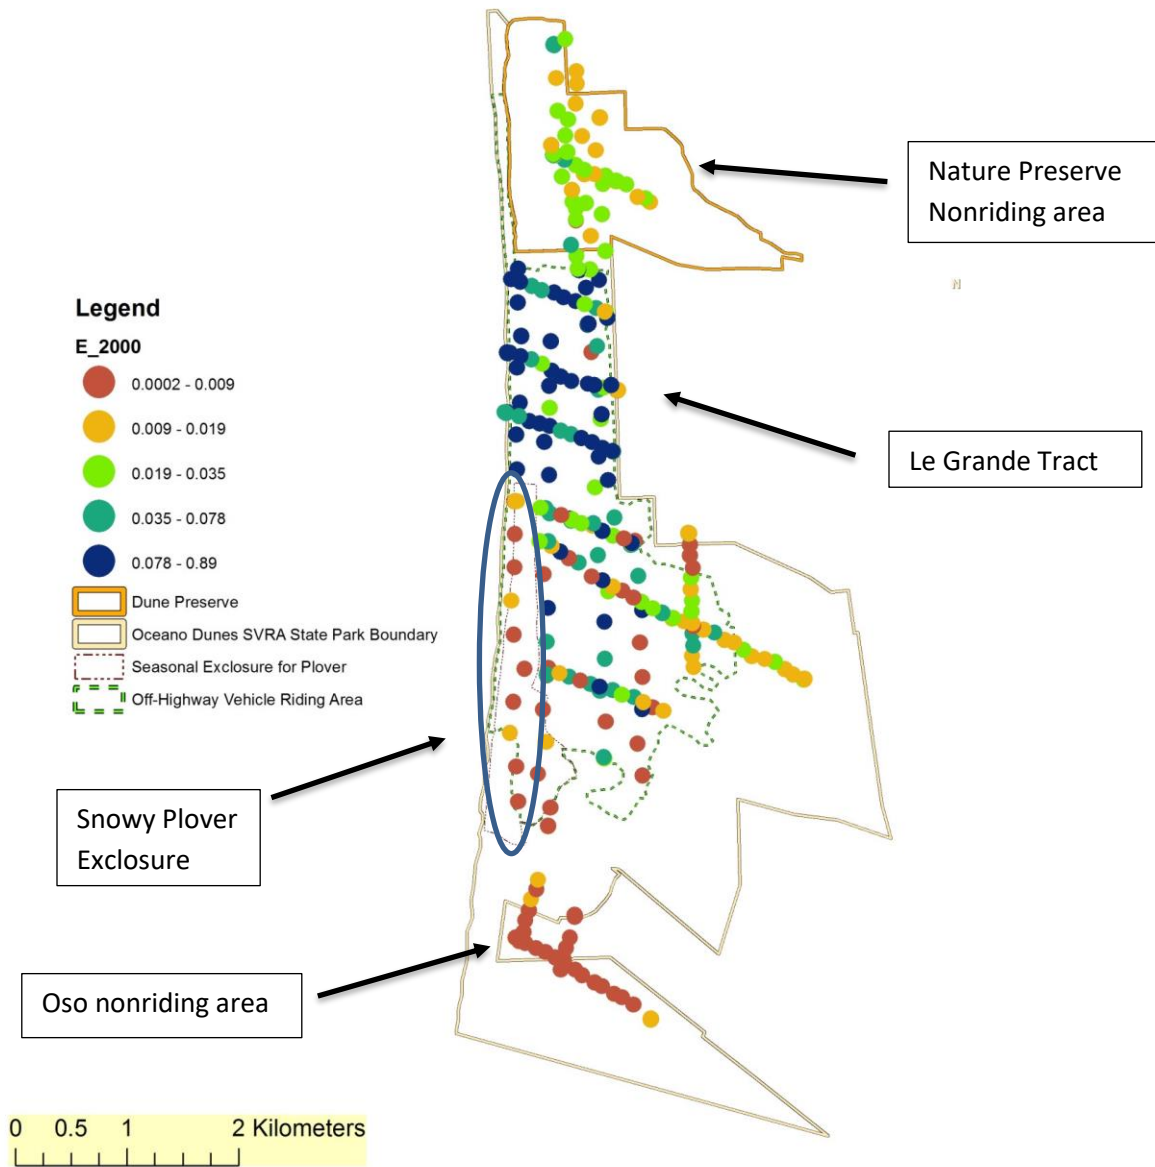 Nature Preserve
Nonriding area
N
Legend
E_2000
0.0002 - 0.009
0.009 - 0.019
0.019 - 0.035
0.035 - 0.078
0.078 - 0.89
Dune Preserve
Oceano Dunes SVRA State Park Boundary
Seasonal Exclosure for Plover
Off-Highway Vehicle Riding Area
Le Grande Tract
Snowy Plover
Exclosure
Oso nonriding area
0 0.5 1 2 Kilometers